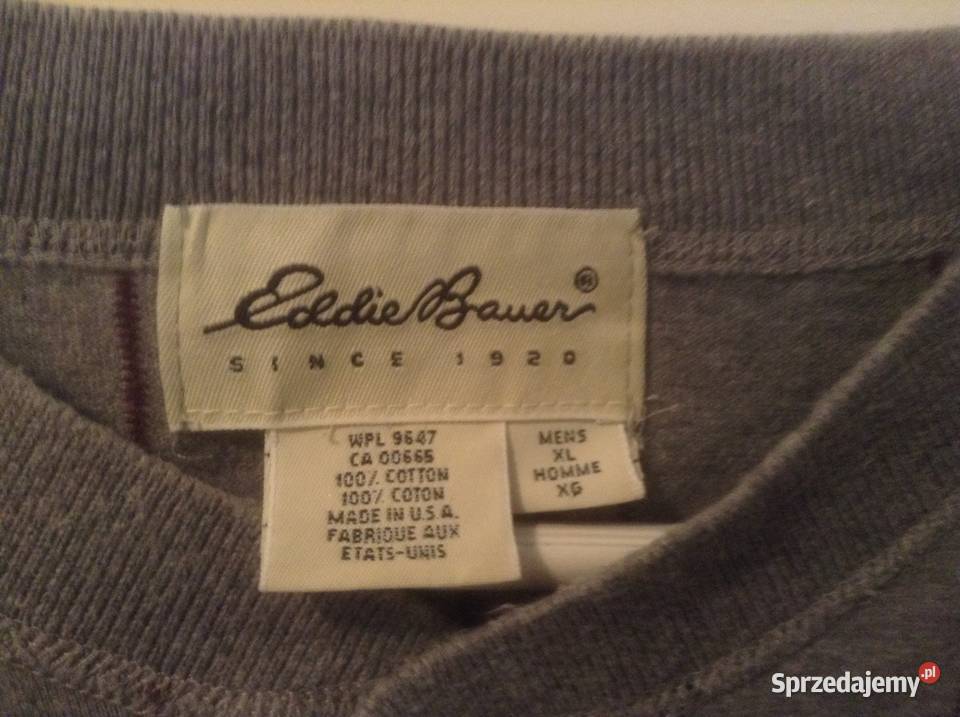 Eddie Bauer®
SINCE 1920
WPL 9647
CA 00665
100% COTTON
100% COTON
MADE IN U.S.A.
FABRIQUE AUX
ETATS-UNIS
MENS
XL
HOMME
XG
Sprzedajemy.pl